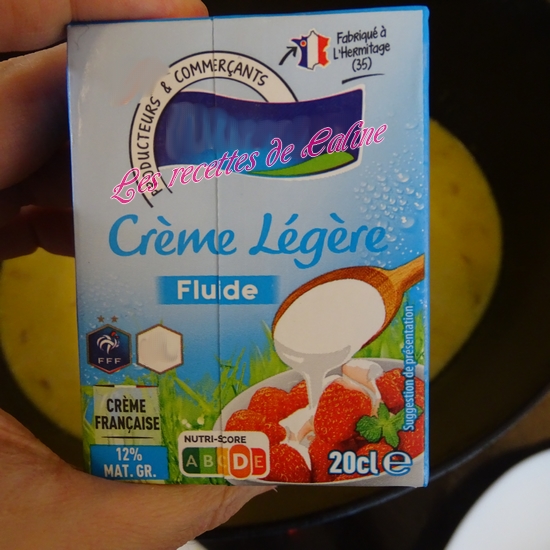 Fabriqué à
L'Hermitage
(35)
PRODUCTEURS & COMMERÇANTS
Les recettes de Caline
Crème Légère
Fluide
FFF
Suggestion de présentation
CRÈME
FRANÇAISE
12%
MAT. GR.
NUTRI-SCORE
A B C D E
20cl e